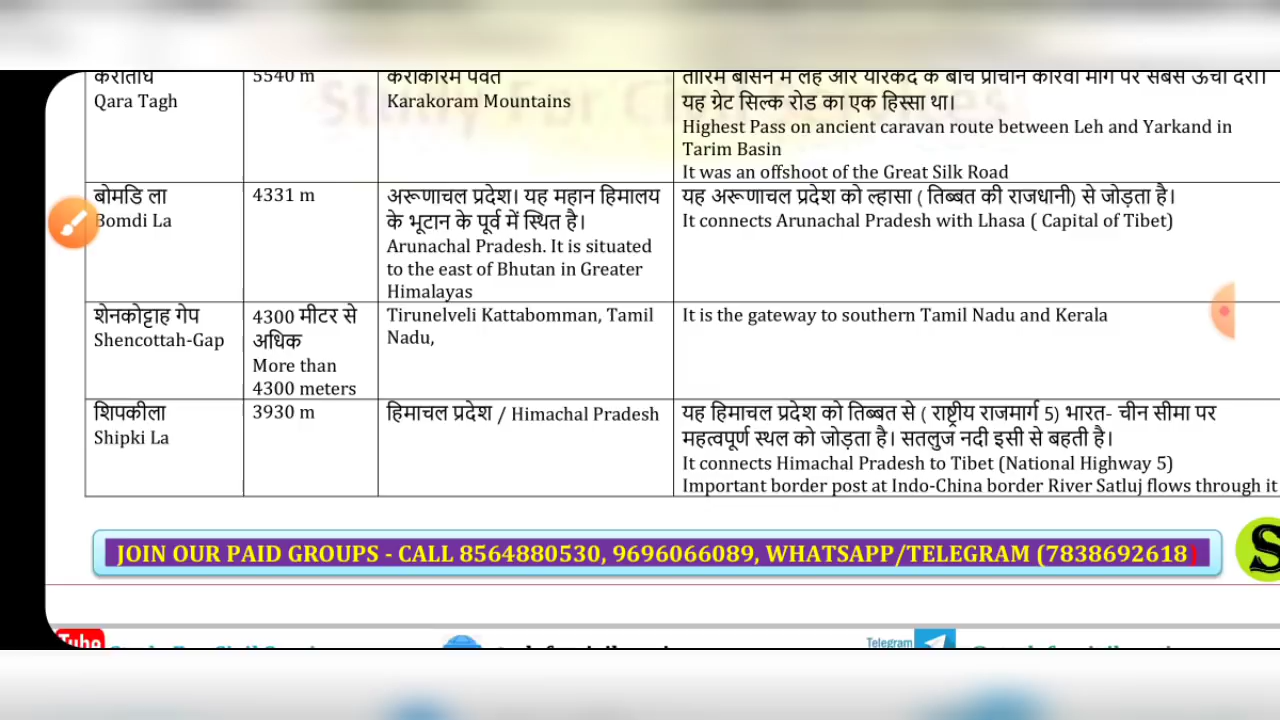 कराताघ
Qara Tagh
5540 m
काराकोरम पर्वत
Karakoram Mountains
तारिम बेसिन में लेह और यारकंद के बीच प्राचीन कारवां मार्ग पर सबसे ऊंचा दर्रा।
यह ग्रेट सिल्क रोड का एक हिस्सा था।
Highest Pass on ancient caravan route between Leh and Yarkand in
Tarim Basin
It was an offshoot of the Great Silk Road
बोमडि ला
Bomdi La
4331 m
अरूणाचल प्रदेश। यह महान हिमालय
के भूटान के पूर्व में स्थित है।
Arunachal Pradesh. It is situated
to the east of Bhutan in Greater
Himalayas
यह अरूणाचल प्रदेश को ल्हासा ( तिब्बत की राजधानी) से जोड़ता है।
It connects Arunachal Pradesh with Lhasa ( Capital of Tibet)
शेनकोट्टाह गेप
Shencottah-Gap
4300 मीटर से
अधिक
More than
4300 meters
Tirunelveli Kattabomman, Tamil
Nadu,
It is the gateway to southern Tamil Nadu and Kerala
शिपकीला
Shipki La
3930 m
हिमाचल प्रदेश / Himachal Pradesh
यह हिमाचल प्रदेश को तिब्बत से ( राष्ट्रीय राजमार्ग 5) भारत- चीन सीमा पर
महत्वपूर्ण स्थल को जोड़ता है। सतलुज नदी इसी से बहती है।
It connects Himachal Pradesh to Tibet (National Highway 5)
Important border post at Indo-China border River Satluj flows through it
JOIN OUR PAID GROUPS - CALL 8564880530, 9696066089, WHATSAPP/TELEGRAM (7838692618)
Tube
Telegram